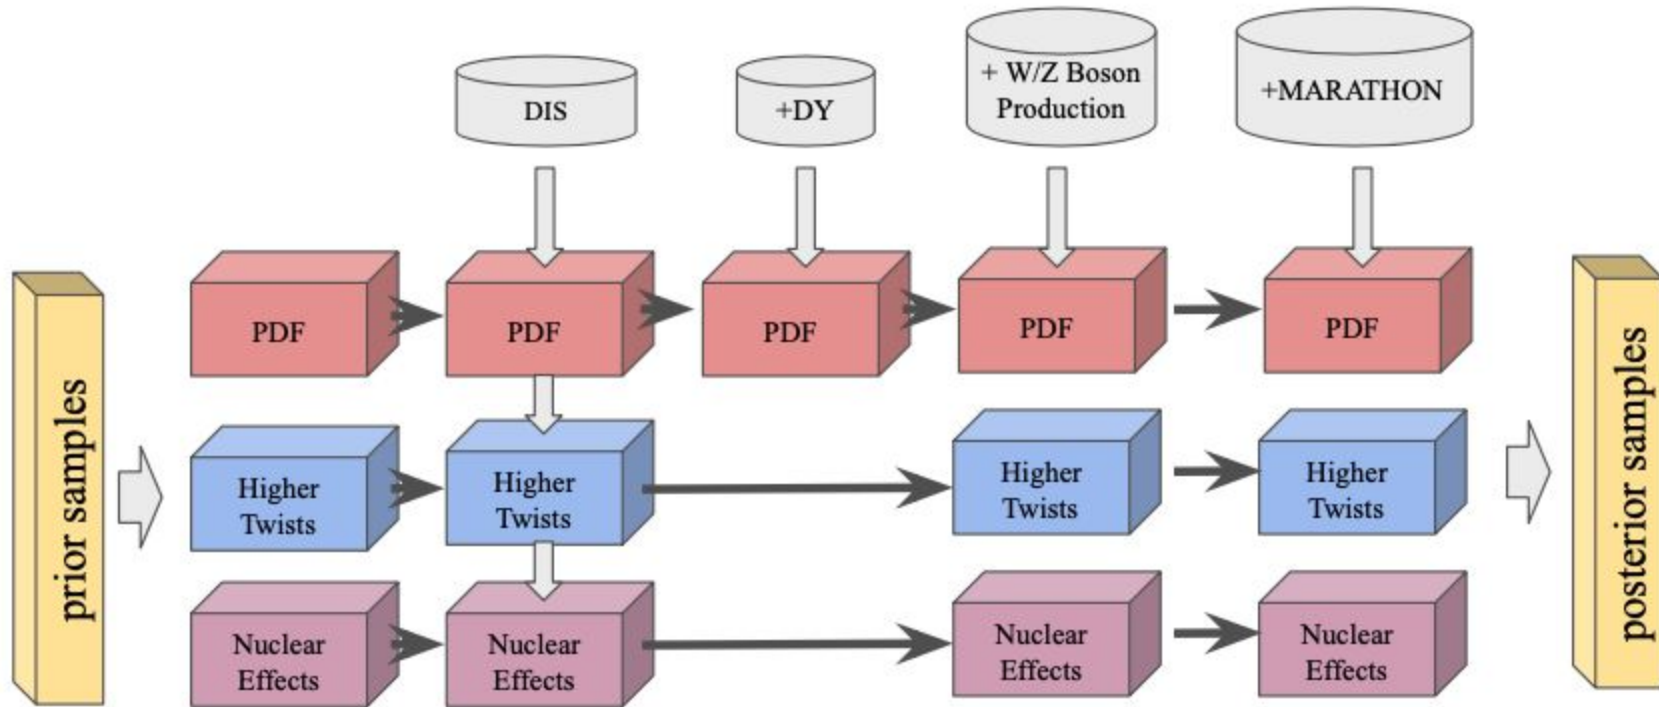 DIS
+DY
+ W/Z Boson
Production
+MARATHON
prior samples
PDF
PDF
PDF
PDF
PDF
Higher
Twists
Higher
Twists
Higher
Twists
Higher
Twists
Nuclear
Effects
Nuclear
Effects
Nuclear
Effects
Nuclear
Effects
posterior samples